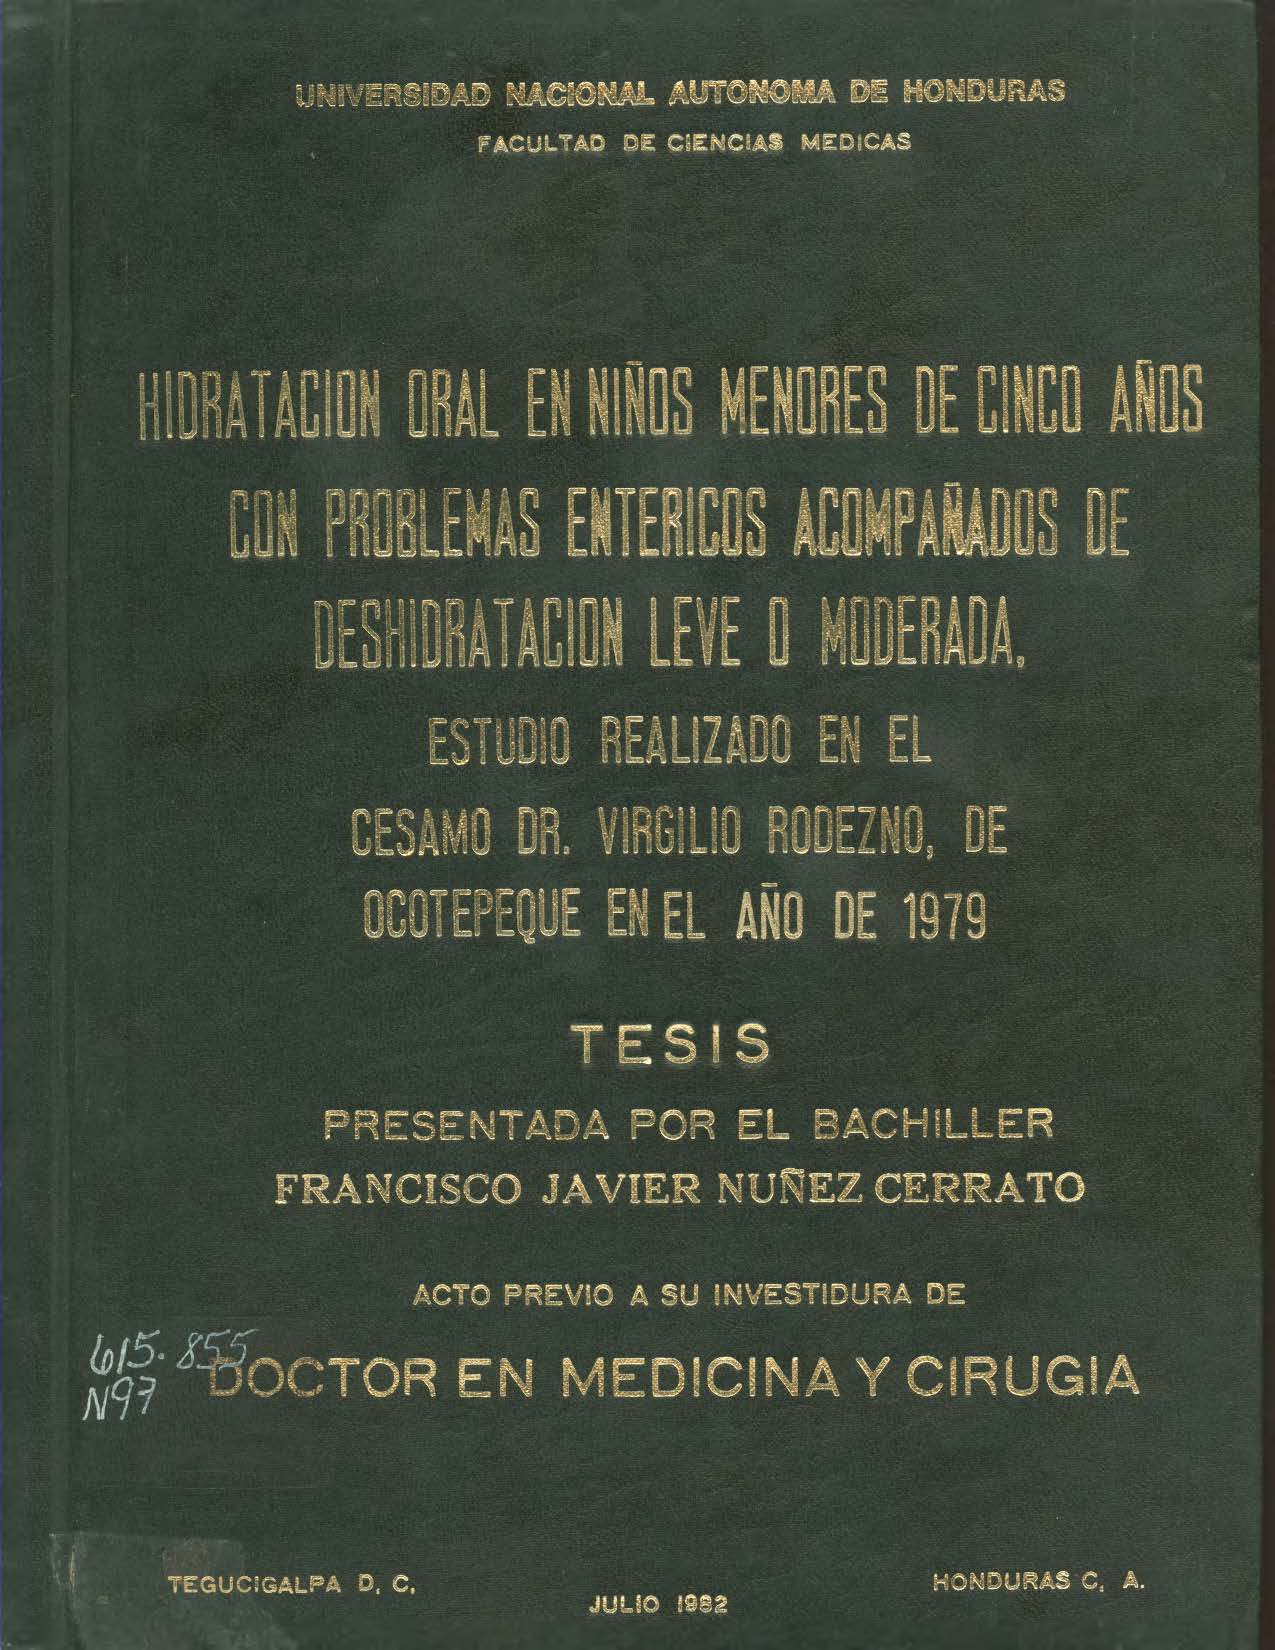 UNIVERSIDAD NACIONAL AUTONOMA DE HONDURAS
FACULTAD DE CIENCIAS MEDICAS
HIDRATACION ORAL EN NIÑOS MENORES DE CINCO AÑOS
CON PROBLEMAS ENTERICOS ACOMPAÑADOS DE
DESHIDRATACION LEVE O MODERADA,
ESTUDIO REALIZADO EN EL
CESAMO DR. VIRGILIO RODEZNO, DE
OCOTEPEQUE EN EL AÑO DE 1979
TESIS
PRESENTADA POR EL BACHILLER
FRANCISCO JAVIER NUÑEZ CERRATO
ACTO PREVIO A SU INVESTIDURA DE
615.855
DOCTOR EN MEDICINA Y CIRUGIA
N97
TEGUCIGALPA D. C,
HONDURAS C. A.
JULIO 1982